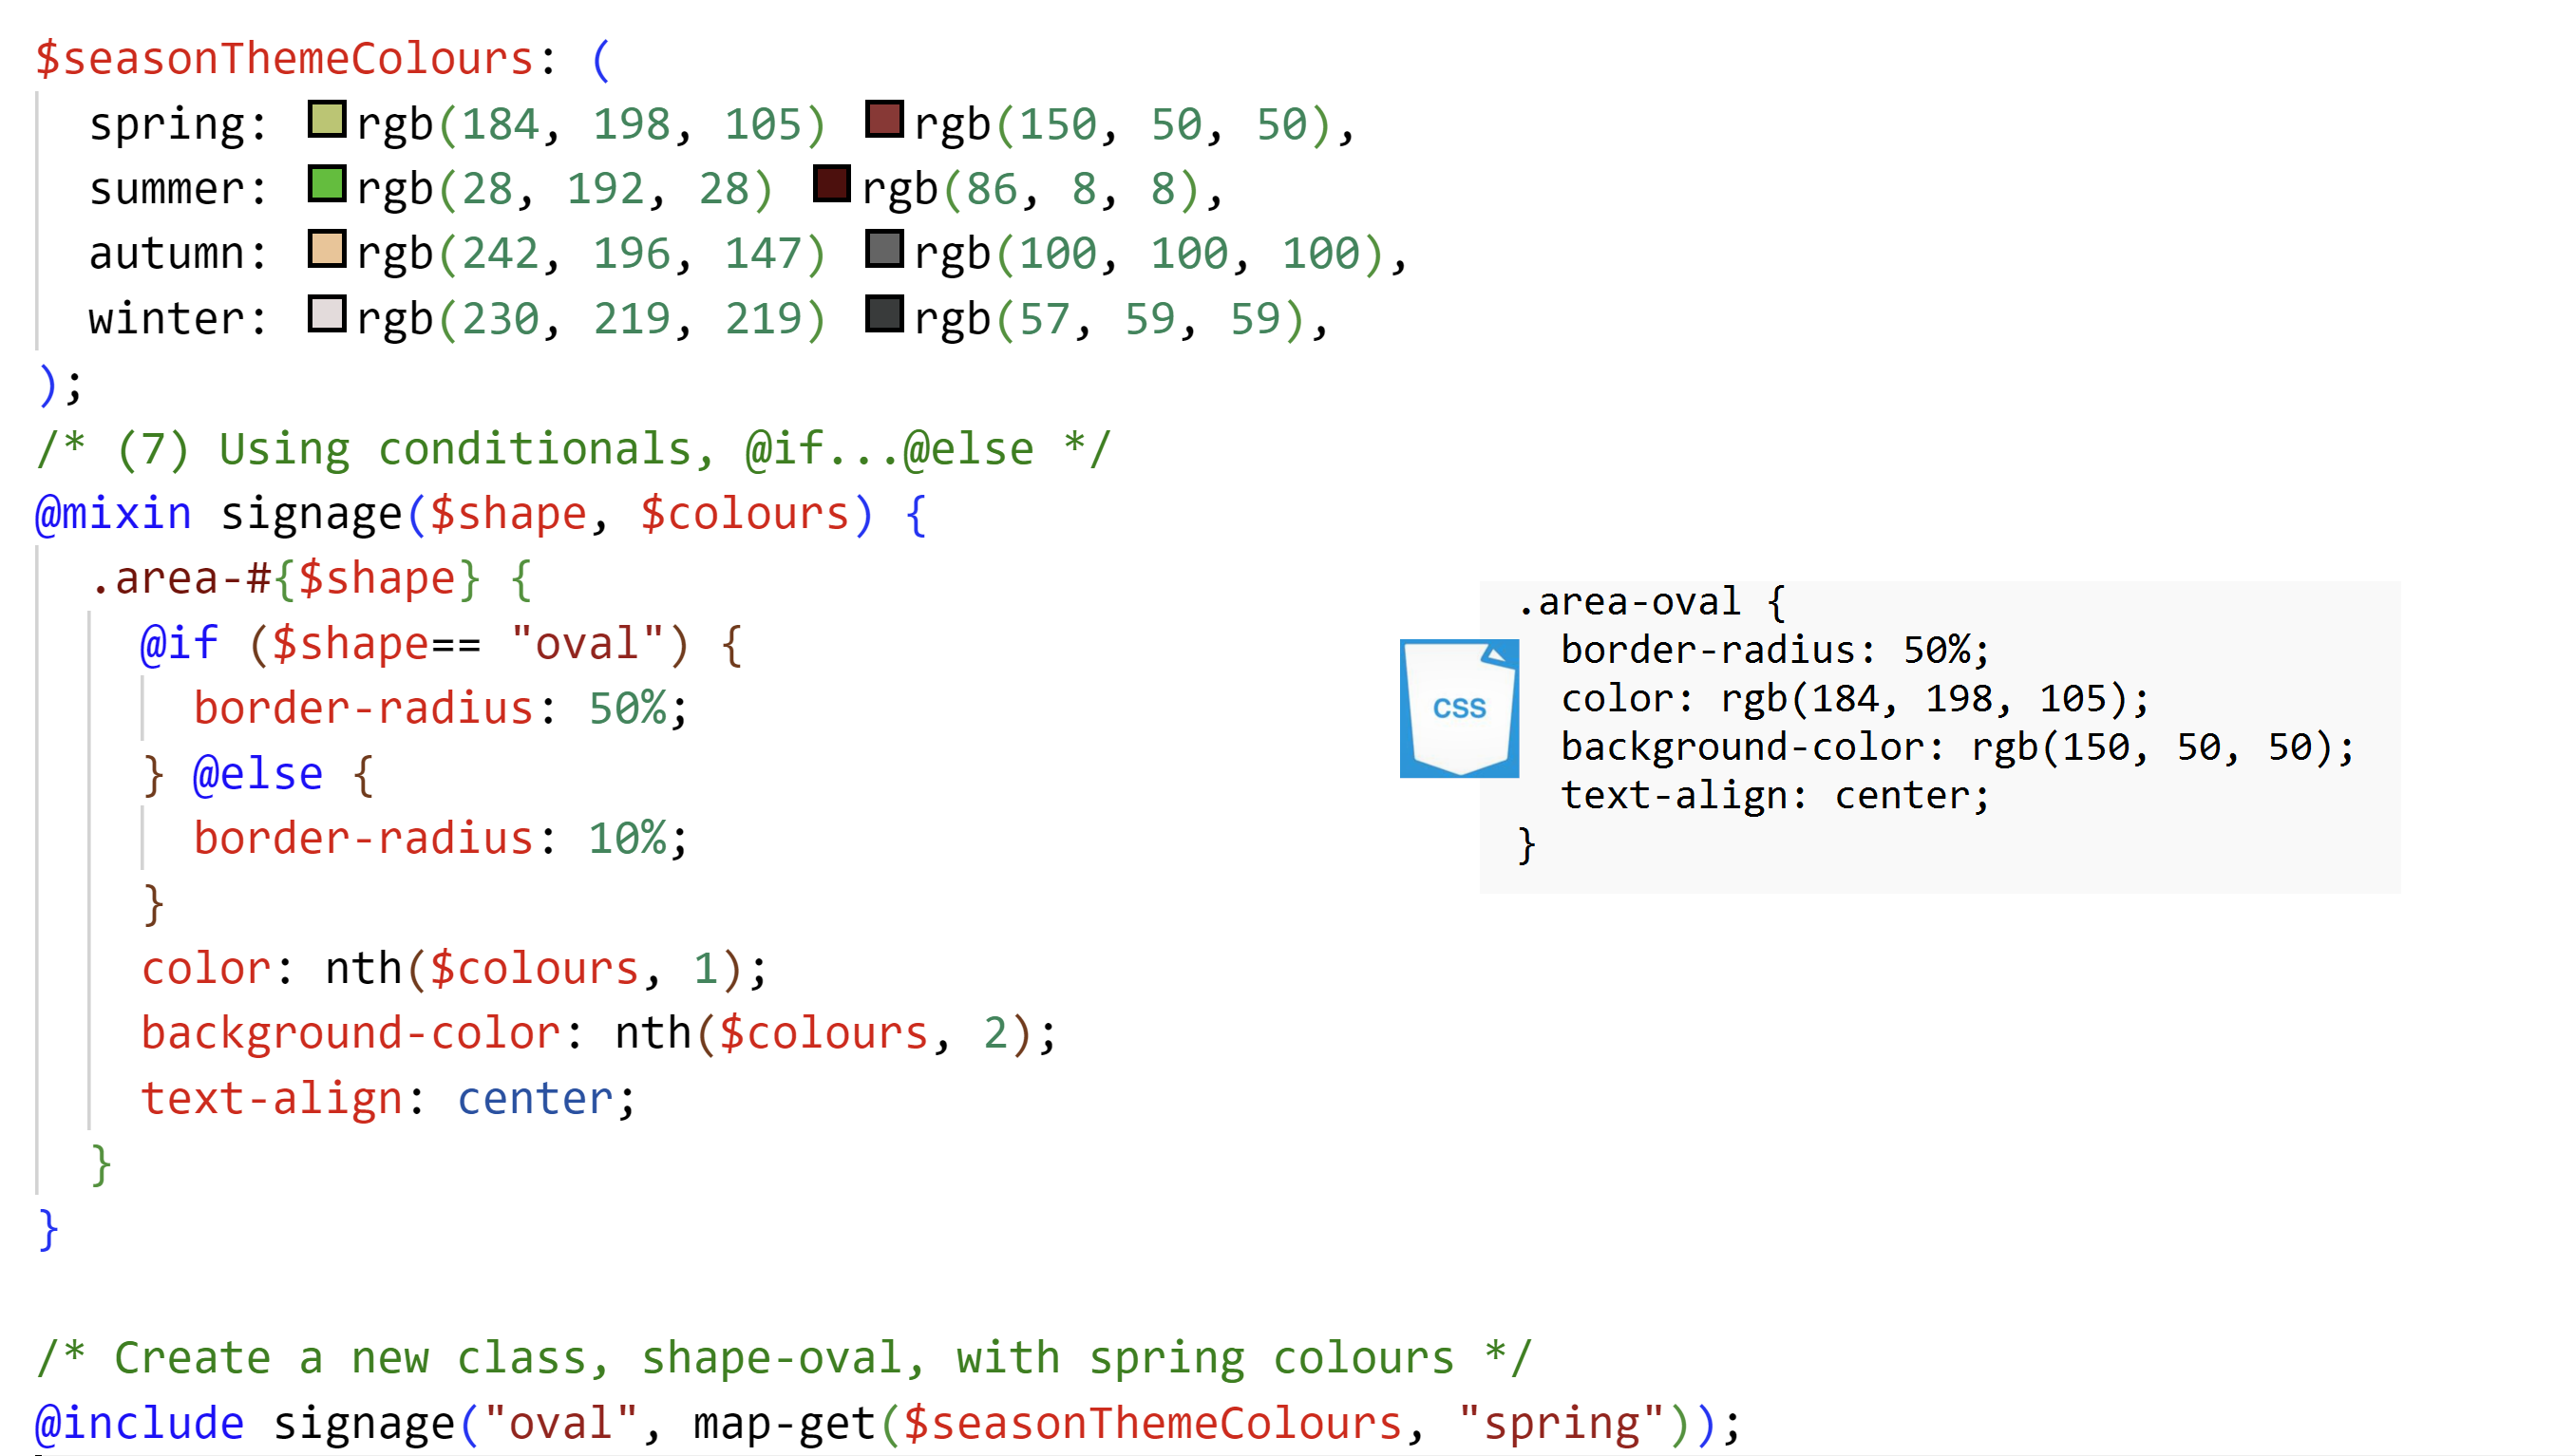 $seasonThemeColours: (
spring: rgb(184, 198, 105) rgb(150, 50, 50),
summer: rgb(28, 192, 28) rgb(86, 8, 8),
autumn: rgb(242, 196, 147) rgb(100, 100, 100),
winter: rgb(230, 219, 219) rgb(57, 59, 59),
);
/* (7) Using conditionals, @if...@else */
@mixin signage($shape, $colours) {
.area-#{$shape} {
@if ($shape== "oval") {
border-radius: 50%;
} @else {
border-radius: 10%;
}
color: nth($colours, 1);
background-color: nth($colours, 2);
text-align: center;
}
}
/* Create a new class, shape-oval, with spring colours */
@include signage("oval", map-get($seasonThemeColours, "spring"));
CSS
.area-oval {
border-radius: 50%;
color: rgb(184, 198, 105);
background-color: rgb(150, 50, 50);
text-align: center;
}